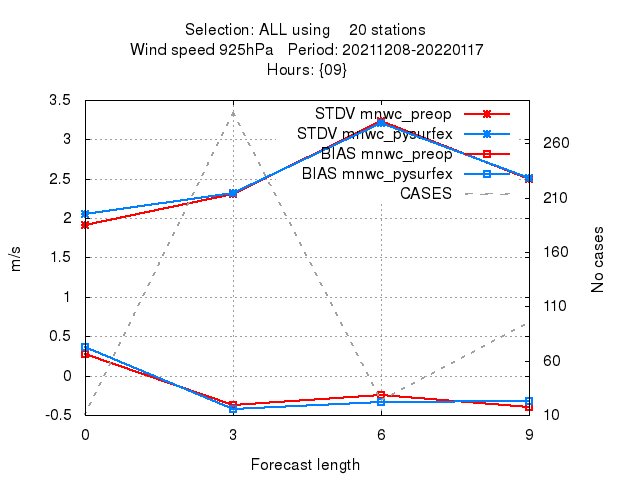 Selection: ALL using    20 stations
Wind speed 925hPa   Period: 20211208-20220117
Hours: {09}
STDV mnwc_preop
STDV mnwc_pysurfex
BIAS mnwc_preop
BIAS mnwc_pysurfex
CASES
3.5
3
2.5
2
1.5
1
0.5
0
-0.5
m/s
260
210
160
110
60
10
No cases
0 3 6 9
Forecast length